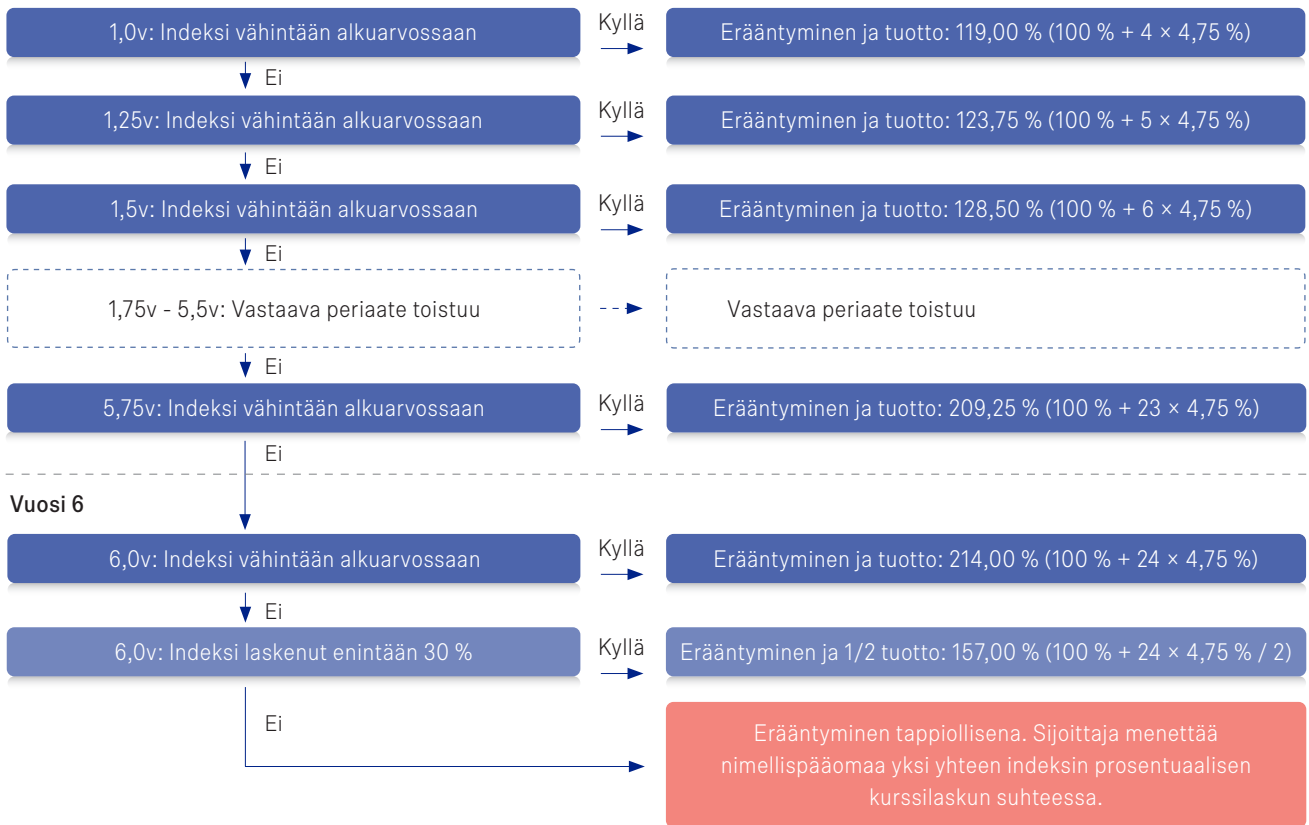 1,0v: Indeksi vähintään alkuarvossaan
Kyllä
Erääntyminen ja tuotto: 119,00 % (100 % + 4 × 4,75 %)
Ei
1,25v: Indeksi vähintään alkuarvossaan
Kyllä
Erääntyminen ja tuotto: 123,75 % (100 % + 5 × 4,75 %)
Ei
1,5v: Indeksi vähintään alkuarvossaan
Kyllä
Erääntyminen ja tuotto: 128,50 % (100 % + 6 × 4,75 %)
Ei
1,75v - 5,5v: Vastaava periaate toistuu
Vastaava periaate toistuu
Ei
5,75v: Indeksi vähintään alkuarvossaan
Kyllä
Erääntyminen ja tuotto: 209,25 % (100 % + 23 × 4,75 %)
Ei
Vuosi 6
6,0v: Indeksi vähintään alkuarvossaan
Kyllä
Erääntyminen ja tuotto: 214,00 % (100 % + 24 × 4,75 %)
Ei
6,0v: Indeksi laskenut enintään 30 %
Kyllä
Erääntyminen ja 1/2 tuotto: 157,00 % (100 % + 24 × 4,75 % / 2)
Ei
Erääntyminen tappiollisena. Sijoittaja menettää
nimellispääomaa yksi yhteen indeksin prosentuaalisen
kurssilaskun suhteessa.